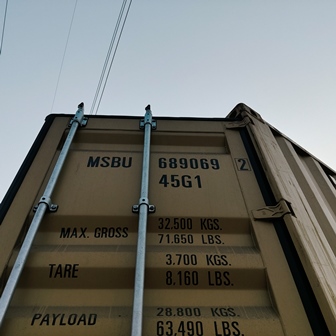 MSBU 689069 2
45G1
MAX. GROSS 32.500 KGS.
71.650 LBS.
TARE 3.700 KGS.
8.160 LBS.
PAYLOAD 28.800 KGS.
63.490 LBS.